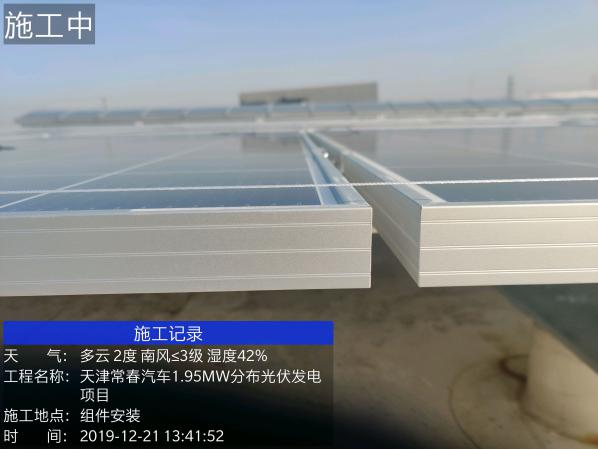 施工中
施工记录
天 气: 多云 2度 南风≤3级 湿度42%
工程名称: 天津常春汽车1.95MW分布光伏发电
项目
施工地点: 组件安装
时 间: 2019-12-21 13:41:52